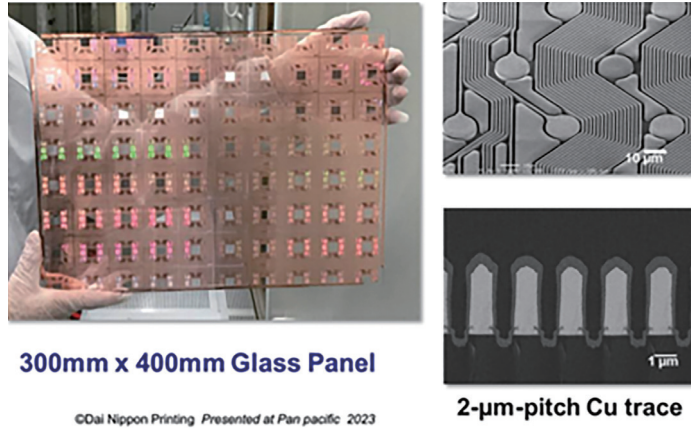 10 μm
1 μm
300mm x 400mm Glass Panel
2-μm-pitch Cu trace
©Dai Nippon Printing Presented at Pan pacific 2023